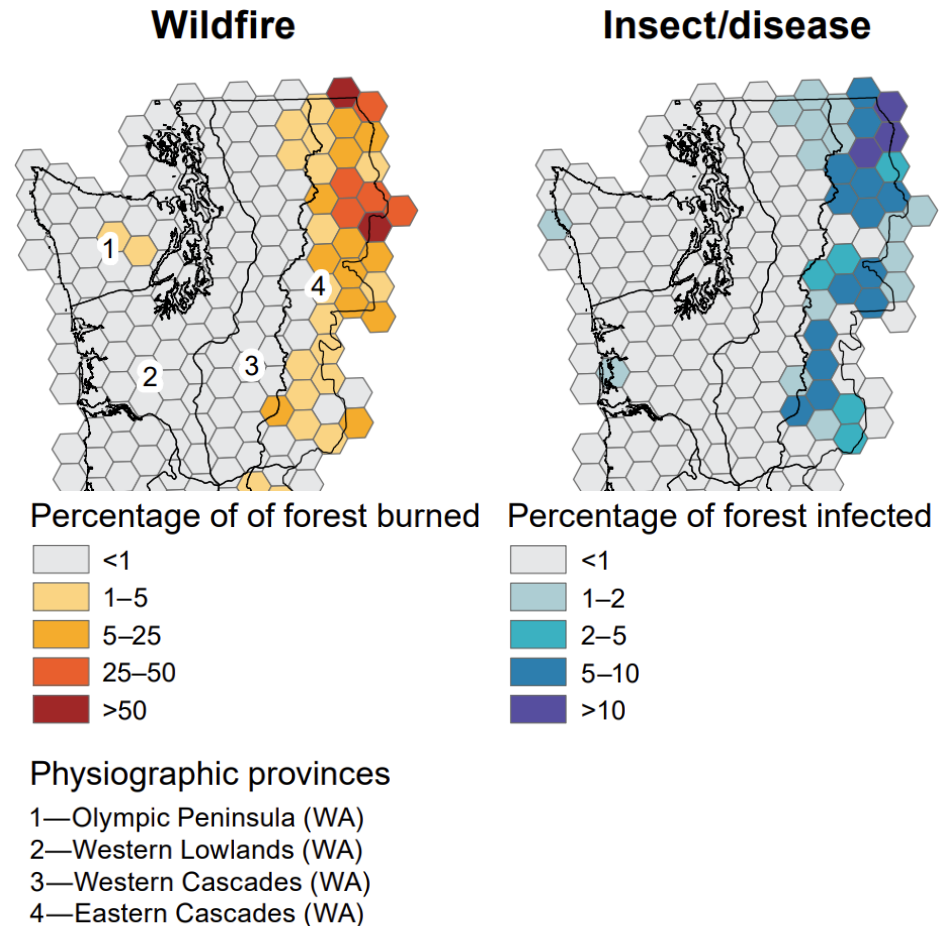 Wildfire
Insect/disease
1
2
3
4
Percentage of of forest burned
<1
1–5
5–25
25–50
>50
Percentage of forest infected
<1
1–2
2–5
5–10
>10
Physiographic provinces
1—Olympic Peninsula (WA)
2—Western Lowlands (WA)
3—Western Cascades (WA)
4—Eastern Cascades (WA)